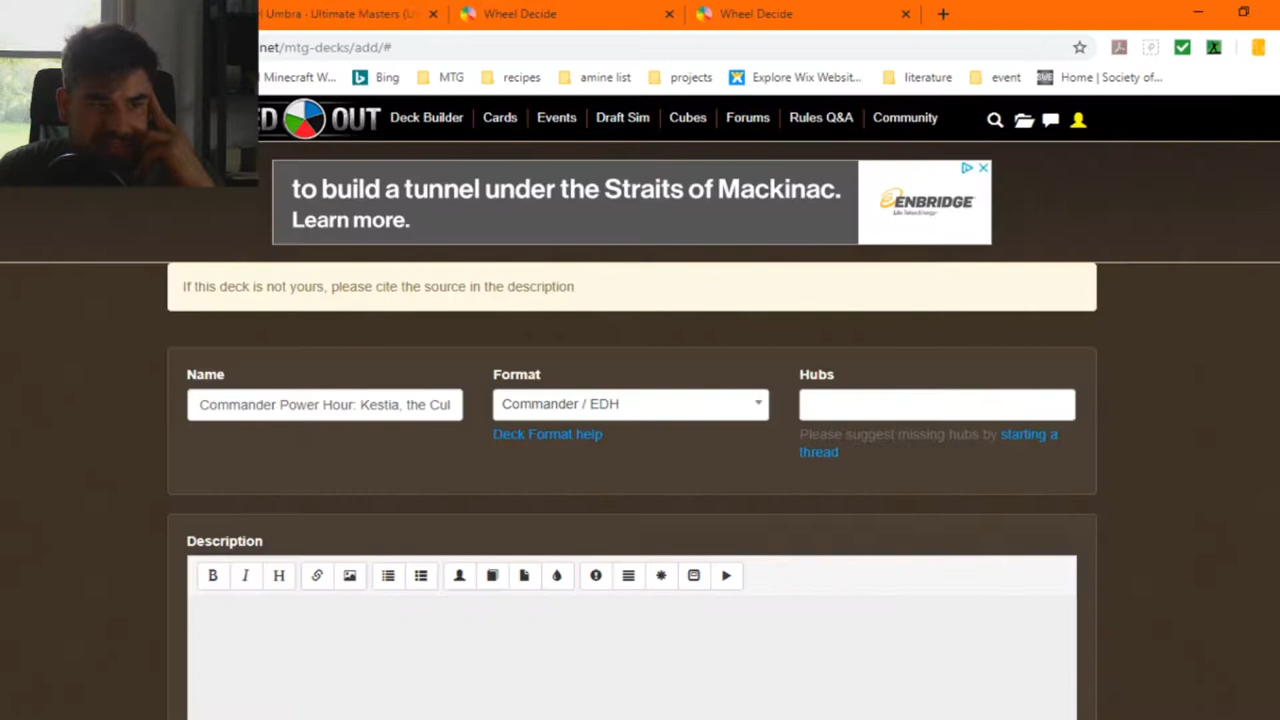 l Umbra - Ultimate Masters (U
Wheel Decide
Wheel Decide
net/mtg-decks/add/#
l Minecraft W...
Bing
MTG
recipes
amine list
projects
Explore Wix Websit...
literature
event
Home | Society of...
ED OUT
Deck Builder
Cards
Events
Draft Sim
Cubes
Forums
Rules Q&A
Community
to build a tunnel under the Straits of Mackinac.
Learn more.
ENBRIDGE
Life Takes Energy
If this deck is not yours, please cite the source in the description
Name
Format
Hubs
Commander Power Hour: Kestia, the Cul
Commander / EDH
Deck Format help
Please suggest missing hubs by starting a
thread
Description
B
I
H